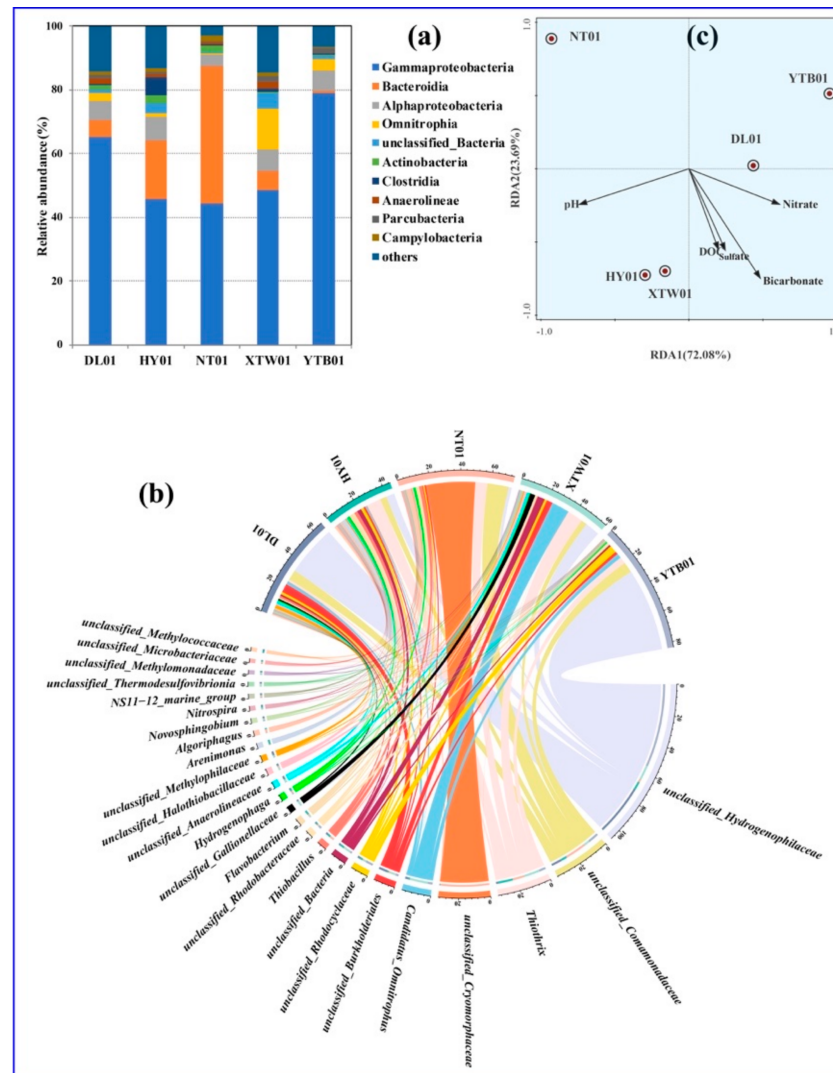 (a)
100
80
60
40
20
0
Relative abundance (%)
DL01 HY01 NT01 XTW01 YTB01
Gammaproteobacteria
Bacteroidia
Alphaproteobacteria
Omnitrophia
unclassified_Bacteria
Actinobacteria
Clostridia
Anaerolineae
Parcubacteria
Campylobacteria
others
(c)
1.0
-1.0
RDA2(23.69%)
NT01
YTB01
DL01
pH
Nitrate
DOC
Sulfate
Bicarbonate
HY01
XTW01
-1.0
RDA1(72.08%)
(b)
DL01
HY01
NT01
XTW01
YTB01
unclassified_Methylococcaceae
unclassified_Microbacteriaceae
unclassified_Methylomonadaceae
unclassified_Thermodesulfovibrionia
NS11-12_marine_group
Nitrospira
Novosphingobium
Algoriphagus
Arenimonas
unclassified_Methylophilaceae
unclassified_Halothiobacillaceae
unclassified_Anaerolineaceae
Hydrogenophaga
unclassified_Gallionellaceae
Flavobacterium
unclassified_Rhodobacteraceae
Thiobacillus
unclassified_Bacteria
unclassified_Rhodocyclaceae
unclassified_Burkholderiales
Candidatus_Omnitrophus
unclassified_Cryomorphaceae
Thiothrix
unclassified_Comamonadaceae
unclassified_Hydrogenophilaceae